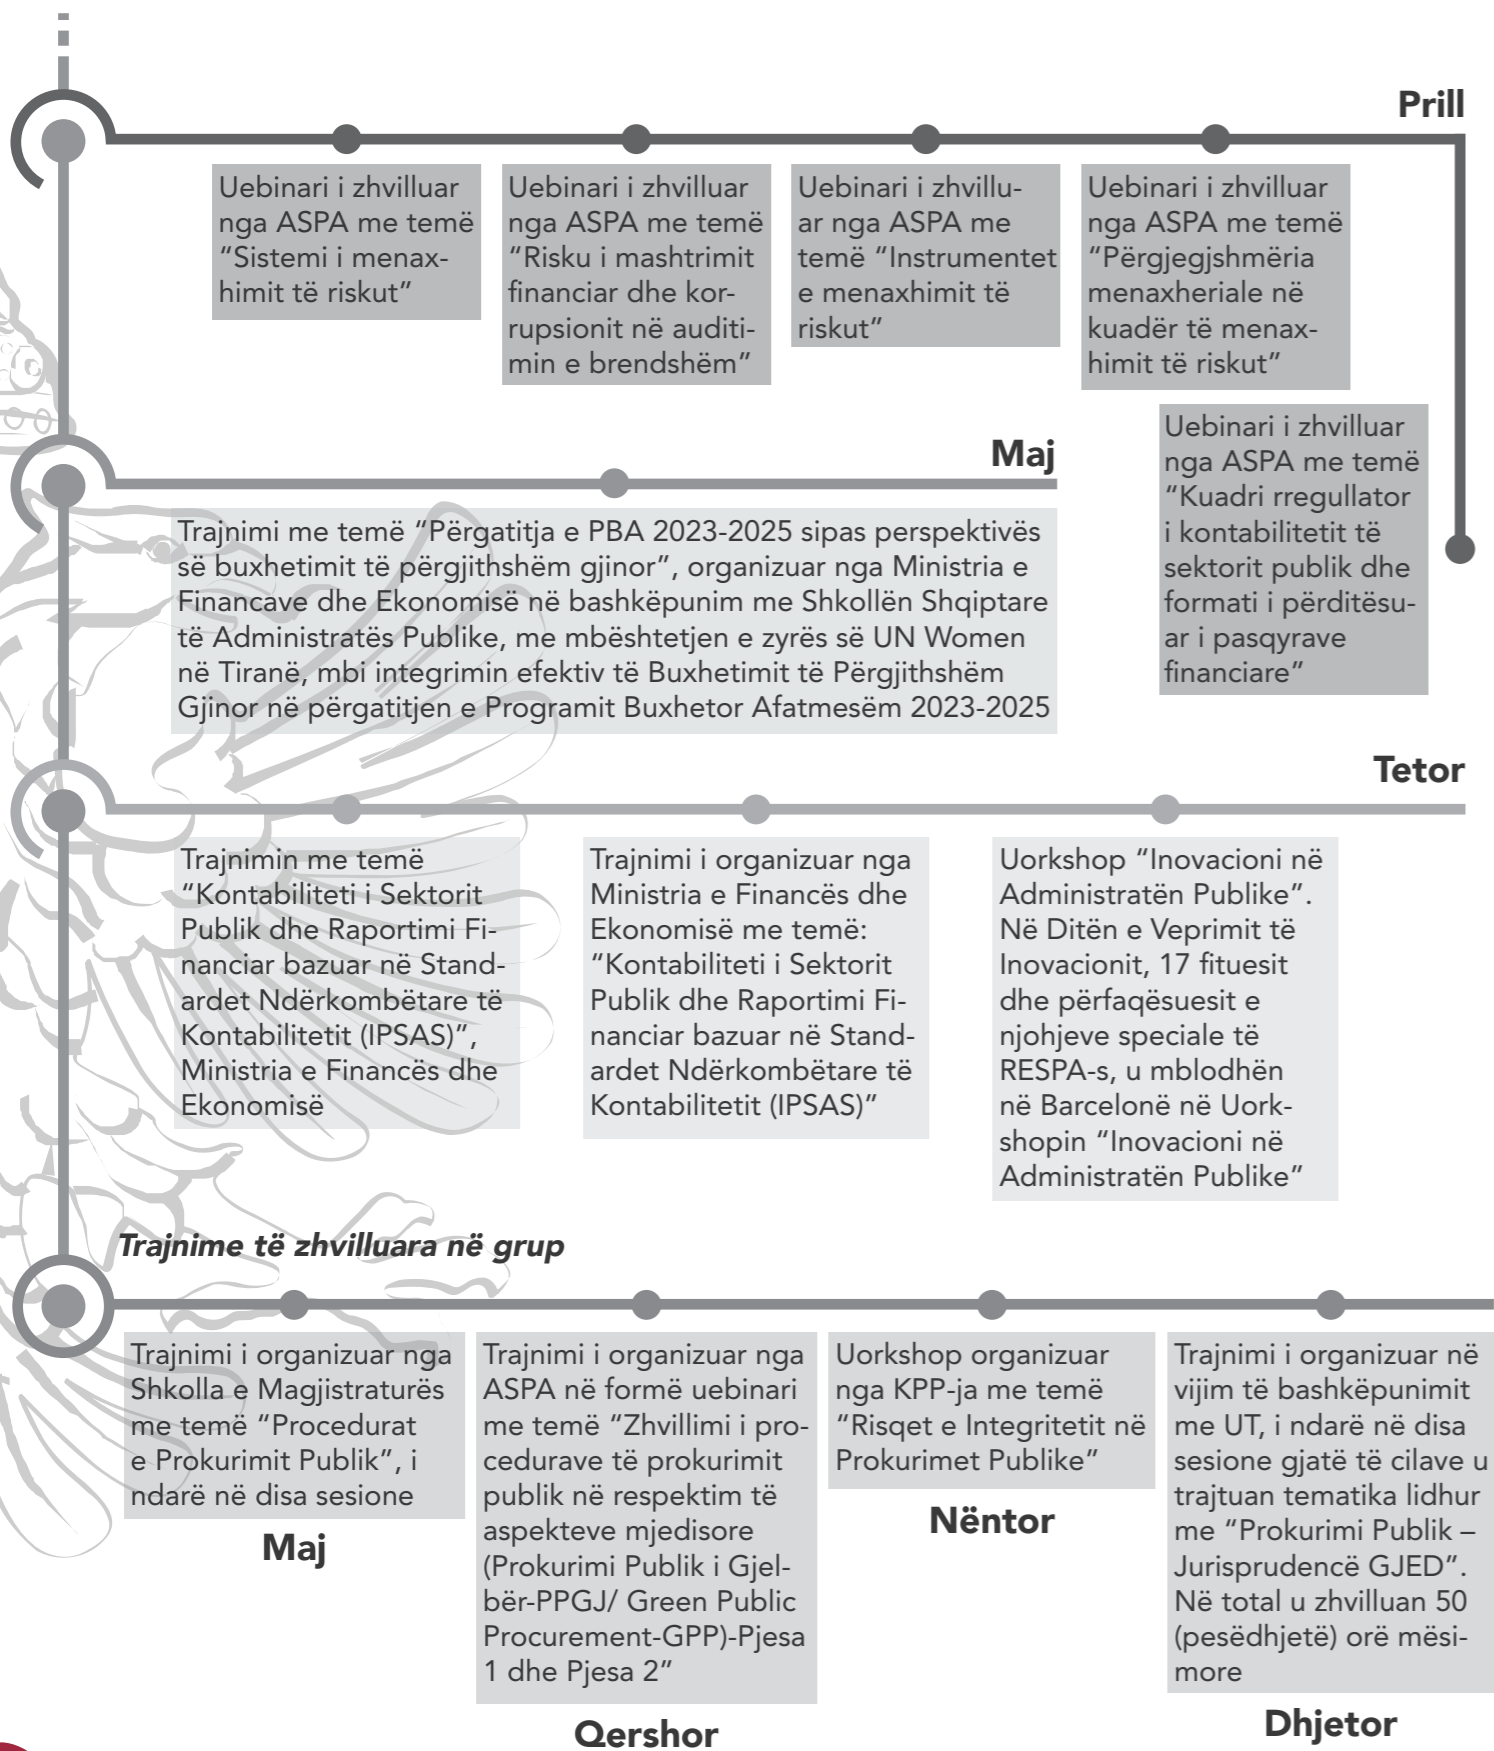 Prill
Uebinari i zhvilluar
nga ASPA me temë
“Sistemi i menax-
himit të riskut”
Uebinari i zhvilluar
nga ASPA me temë
“Risku i mashtrimit
financiar dhe kor-
rupsionit në auditi-
min e brendshëm”
Uebinari i zhvillu-
ar nga ASPA me
temë “Instrumentet
e menaxhimit të
riskut”
Uebinari i zhvilluar
nga ASPA me temë
“Përgjegjshmëria
menaxheriale në
kuadër të menax-
himit të riskut”
Uebinari i zhvilluar
nga ASPA me temë
“Kuadri rregullator
i kontabilitetit të
sektorit publik dhe
formati i përditësu-
ar i pasqyrave
financiare”
Maj
Trajnimi me temë “Përgatitja e PBA 2023-2025 sipas perspektivës
së buxhetimit të përgjithshëm gjinor”, organizuar nga Ministria e
Financave dhe Ekonomisë në bashkëpunim me Shkollën Shqiptare
të Administratës Publike, me mbështetjen e zyrës së UN Women
në Tiranë, mbi integrimin efektiv të Buxhetimit të Përgjithshëm
Gjinor në përgatitjen e Programit Buxhetor Afatmesëm 2023-2025
Tetor
Trajnimin me temë
“Kontabiliteti i Sektorit
Publik dhe Raportimi Fi-
nanciar bazuar në Stand-
ardet Ndërkombëtare të
Kontabilitetit (IPSAS)”,
Ministria e Financës dhe
Ekonomisë
Trajnimi i organizuar nga
Ministria e Financës dhe
Ekonomisë me temë:
“Kontabiliteti i Sektorit
Publik dhe Raportimi Fi-
nanciar bazuar në Stand-
ardet Ndërkombëtare të
Kontabilitetit (IPSAS)”
Uorkshop “Inovacioni në
Administratën Publike”.
Në Ditën e Veprimit të
Inovacionit, 17 fituesit
dhe përfaqësuesit e
njohjeve speciale të
RESPA-s, u mblodhën
në Barcelonë në Uork-
shopin “Inovacioni në
Administratën Publike”
Trajnime të zhvilluara në grup
Trajnimi i organizuar nga
Shkolla e Magjistraturës
me temë “Procedurat
e Prokurimit Publik”, i
ndarë në disa sesione
Maj
Trajnimi i organizuar nga
ASPA në formë uebinari
me temë “Zhvillimi i pro-
cedurave të prokurimit
publik në respektim të
aspekteve mjedisore
(Prokurimi Publik i Gjel-
bër-PPGJ/ Green Public
Procurement-GPP)-Pjesa
1 dhe Pjesa 2”
Qershor
Uorkshop organizuar
nga KPP-ja me temë
“Risqet e Integritetit në
Prokurimet Publike”
Nëntor
Trajnimi i organizuar në
vijim të bashkëpunimit
me UT, i ndarë në disa
sesione gjatë të cilave u
trajtuan tematika lidhur
me “Prokurimi Publik –
Jurisprudencë GJED”.
Në total u zhvilluan 50
(pesëdhjetë) orë mësi-
more
Dhjetor